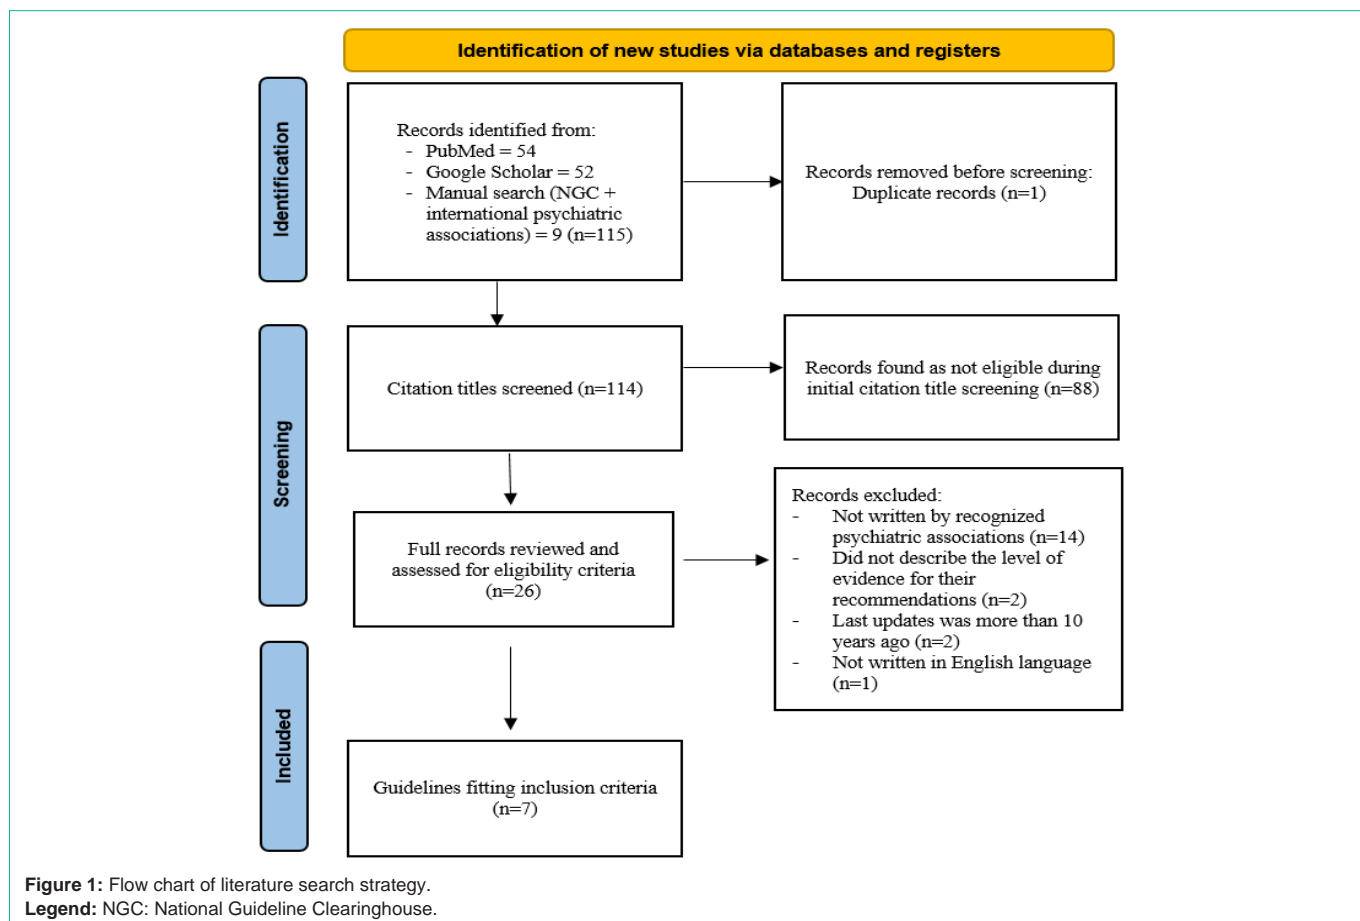 Identification of new studies via databases and registers
Identification
Records identified from:
- PubMed = 54
- Google Scholar = 52
- Manual search (NGC +
international psychiatric
associations) = 9 (n=115)
Records removed before screening:
Duplicate records (n=1)
Screening
Citation titles screened (n=114)
Records found as not eligible during
initial citation title screening (n=88)
Full records reviewed and
assessed for eligibility criteria
(n=26)
Records excluded:
- Not written by recognized
psychiatric associations (n=14)
- Did not describe the level of
evidence for their
recommendations (n=2)
- Last updates was more than 10
years ago (n=2)
- Not written in English language
(n=1)
Included
Guidelines fitting inclusion criteria
(n=7)
Figure 1: Flow chart of literature search strategy.
Legend: NGC: National Guideline Clearinghouse.